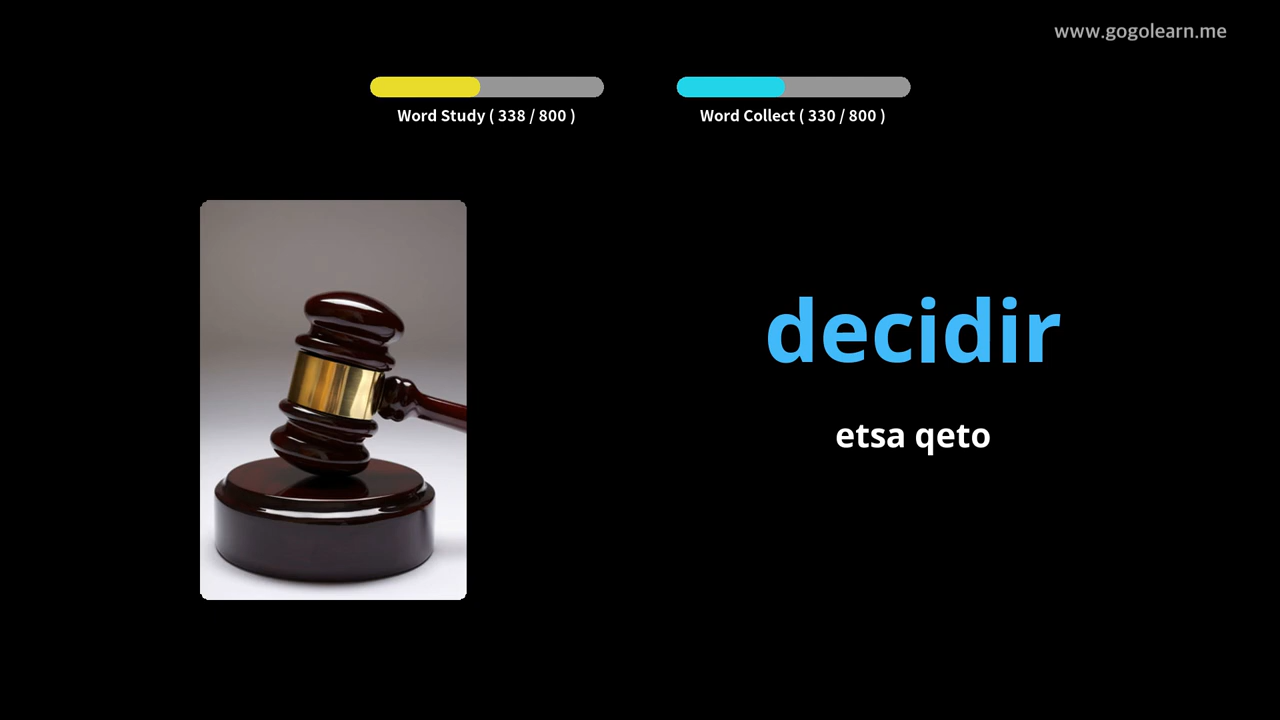 www.gogolearn.me
Word Study ( 338 / 800 )
Word Collect ( 330 / 800 )
decidir
etsa qeto